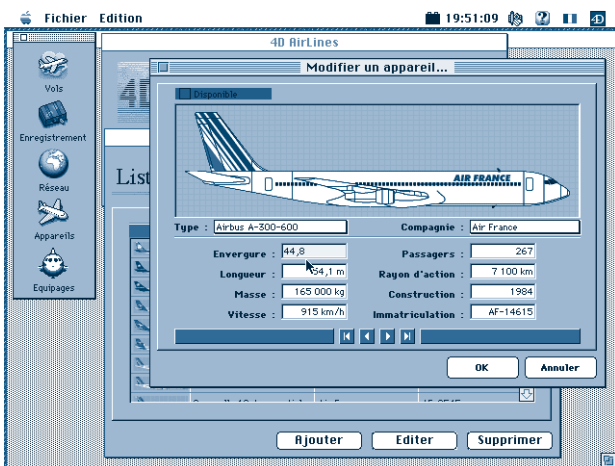 Fichier Edition 19:51:09
4D AirLines
Vols
Enregistrement
Réseau
Appareils
Equipages
4D
List
Modifier un appareil...
Disponible
AIR FRANCE
Type : Airbus A-300-600 Compagnie : Air France
Envergure : 44,8 Passagers : 267
Longueur : 54,1 m Rayon d'action : 7 100 km
Masse : 165 000 kg Construction : 1984
Vitesse : 915 km/h Immatriculation : AF-14615
OK Annuler
Ajouter Editer Supprimer